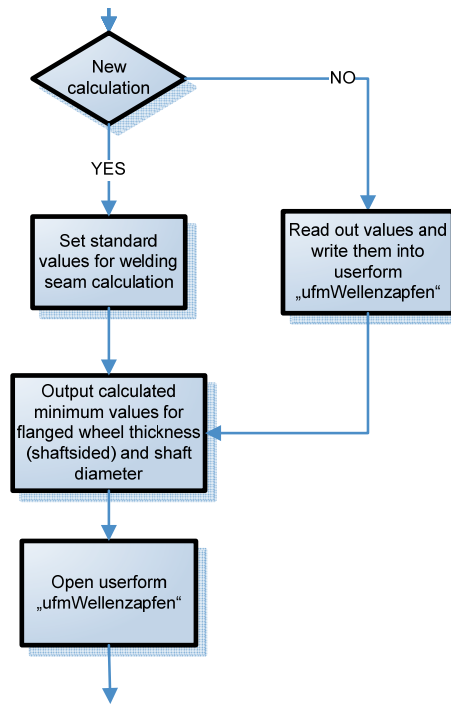 New
calculation
NO
YES
Set standard
values for welding
seam calculation
Read out values and
write them into
userform
„ufmWellenzapfen“
Output calculated
minimum values for
flanged wheel thickness
(shaftsided) and shaft
diameter
Open userform
„ufmWellenzapfen“